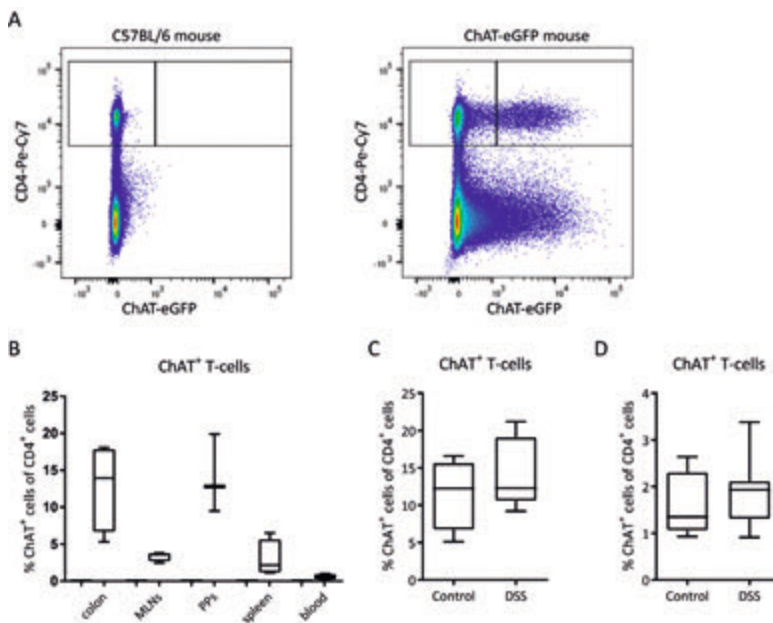 A
C57BL/6 mouse
ChAT-eGFP mouse
CD4-Pe-Cy7
10⁵
10⁴
10³
0
-10³
-10³ 0 10³ 10⁴ 10⁵
ChAT-eGFP
CD4-Pe-Cy7
10⁵
10⁴
10³
0
-10³
-10³ 0 10³ 10⁴ 10⁵
ChAT-eGFP
B
ChAT⁺ T-cells
% ChAT⁺ cells of CD4⁺ cells
25
20
15
10
5
0
colon MLNs PPs spleen blood
C
ChAT⁺ T-cells
% ChAT⁺ cells of CD4⁺ cells
25
20
15
10
5
0
Control DSS
D
ChAT⁺ T-cells
% ChAT⁺ cells of CD4⁺ cells
4
3
2
1
0
Control DSS